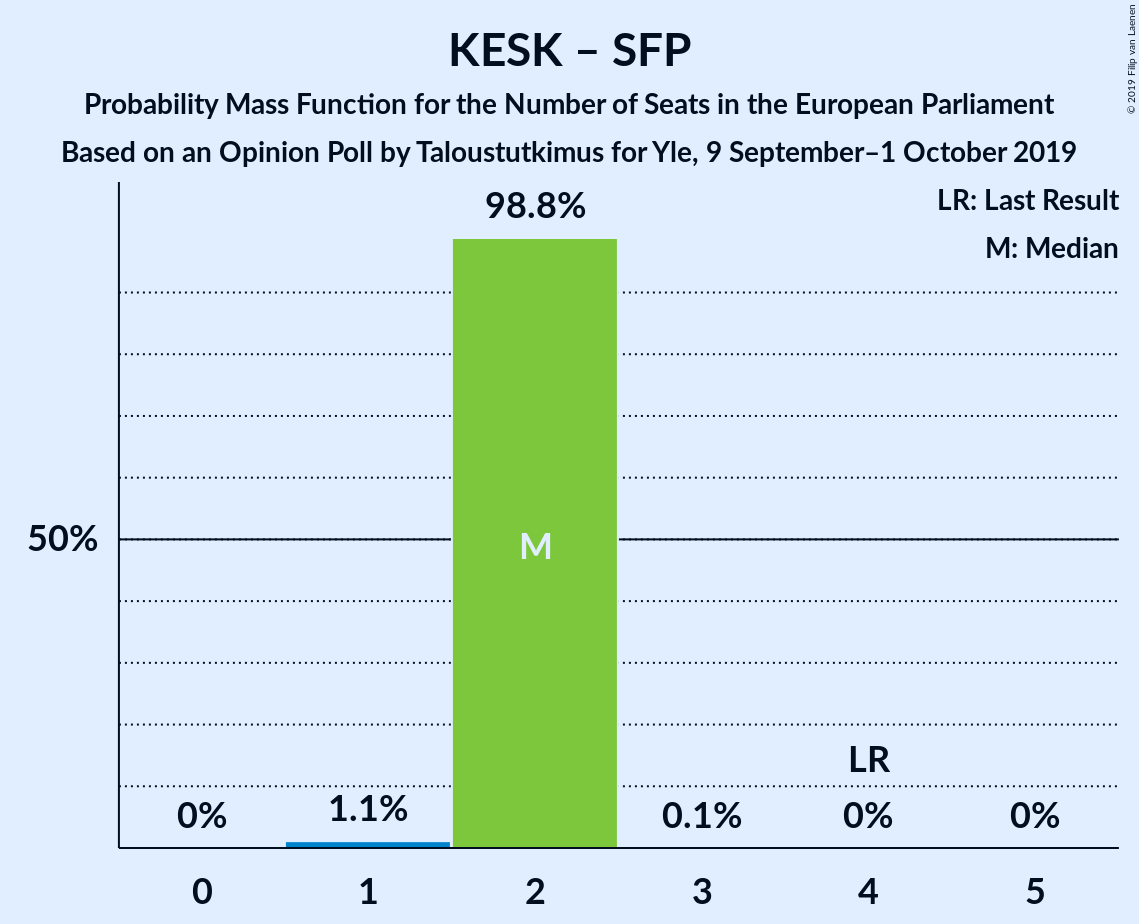 KESK – SFP
Probability Mass Function for the Number of Seats in the European Parliament
Based on an Opinion Poll by Taloustutkimus for Yle, 9 September–1 October 2019
© 2019 Filip van Laenen
LR: Last Result
M: Median
98.8%
50%
M
LR
0% 1.1% 0.1% 0% 0%
0 1 2 3 4 5